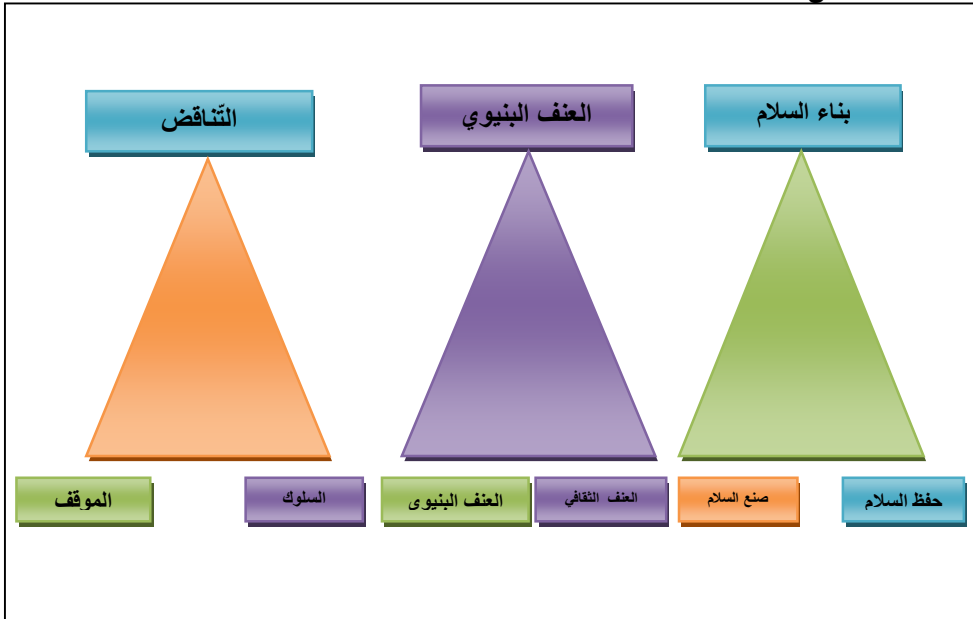 بناء السلام
العنف البنيوي
التّناقض
حفظ السلام
صنع السلام
العنف الثقافي
العنف البنيوى
السلوك
الموقف